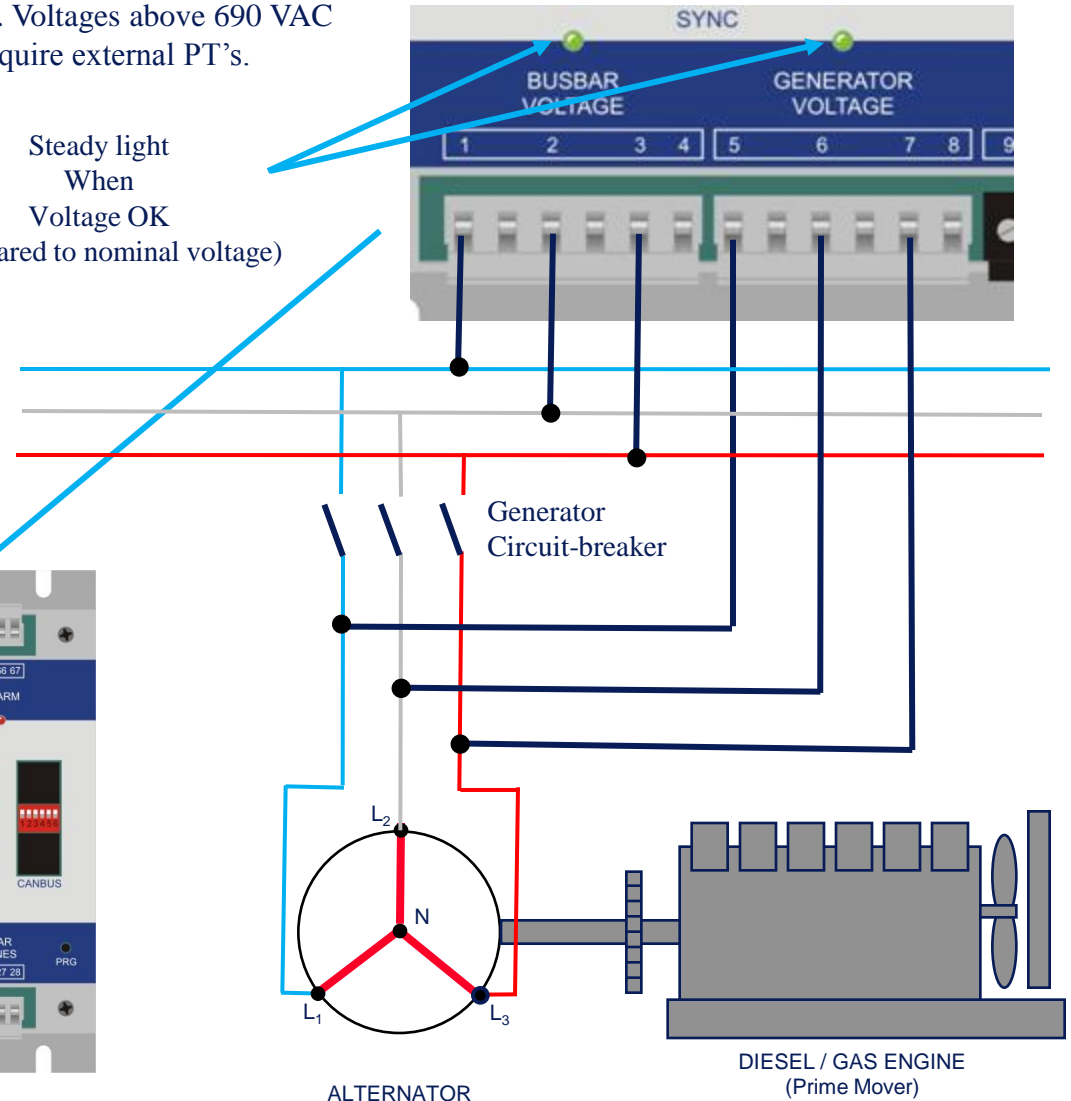 . Voltages above 690 VAC
quire external PT’s.
SYNC
BUSBAR
VOLTAGE
GENERATOR
VOLTAGE
1 2 3 4 5 6 7 8 9
Steady light
When
Voltage OK
ared to nominal voltage)
Generator
Circuit-breaker
66 67
ARM
123456
CANBUS
AR
NES
PRG
27 28
L2
N
L1
L3
ALTERNATOR
DIESEL / GAS ENGINE
(Prime Mover)